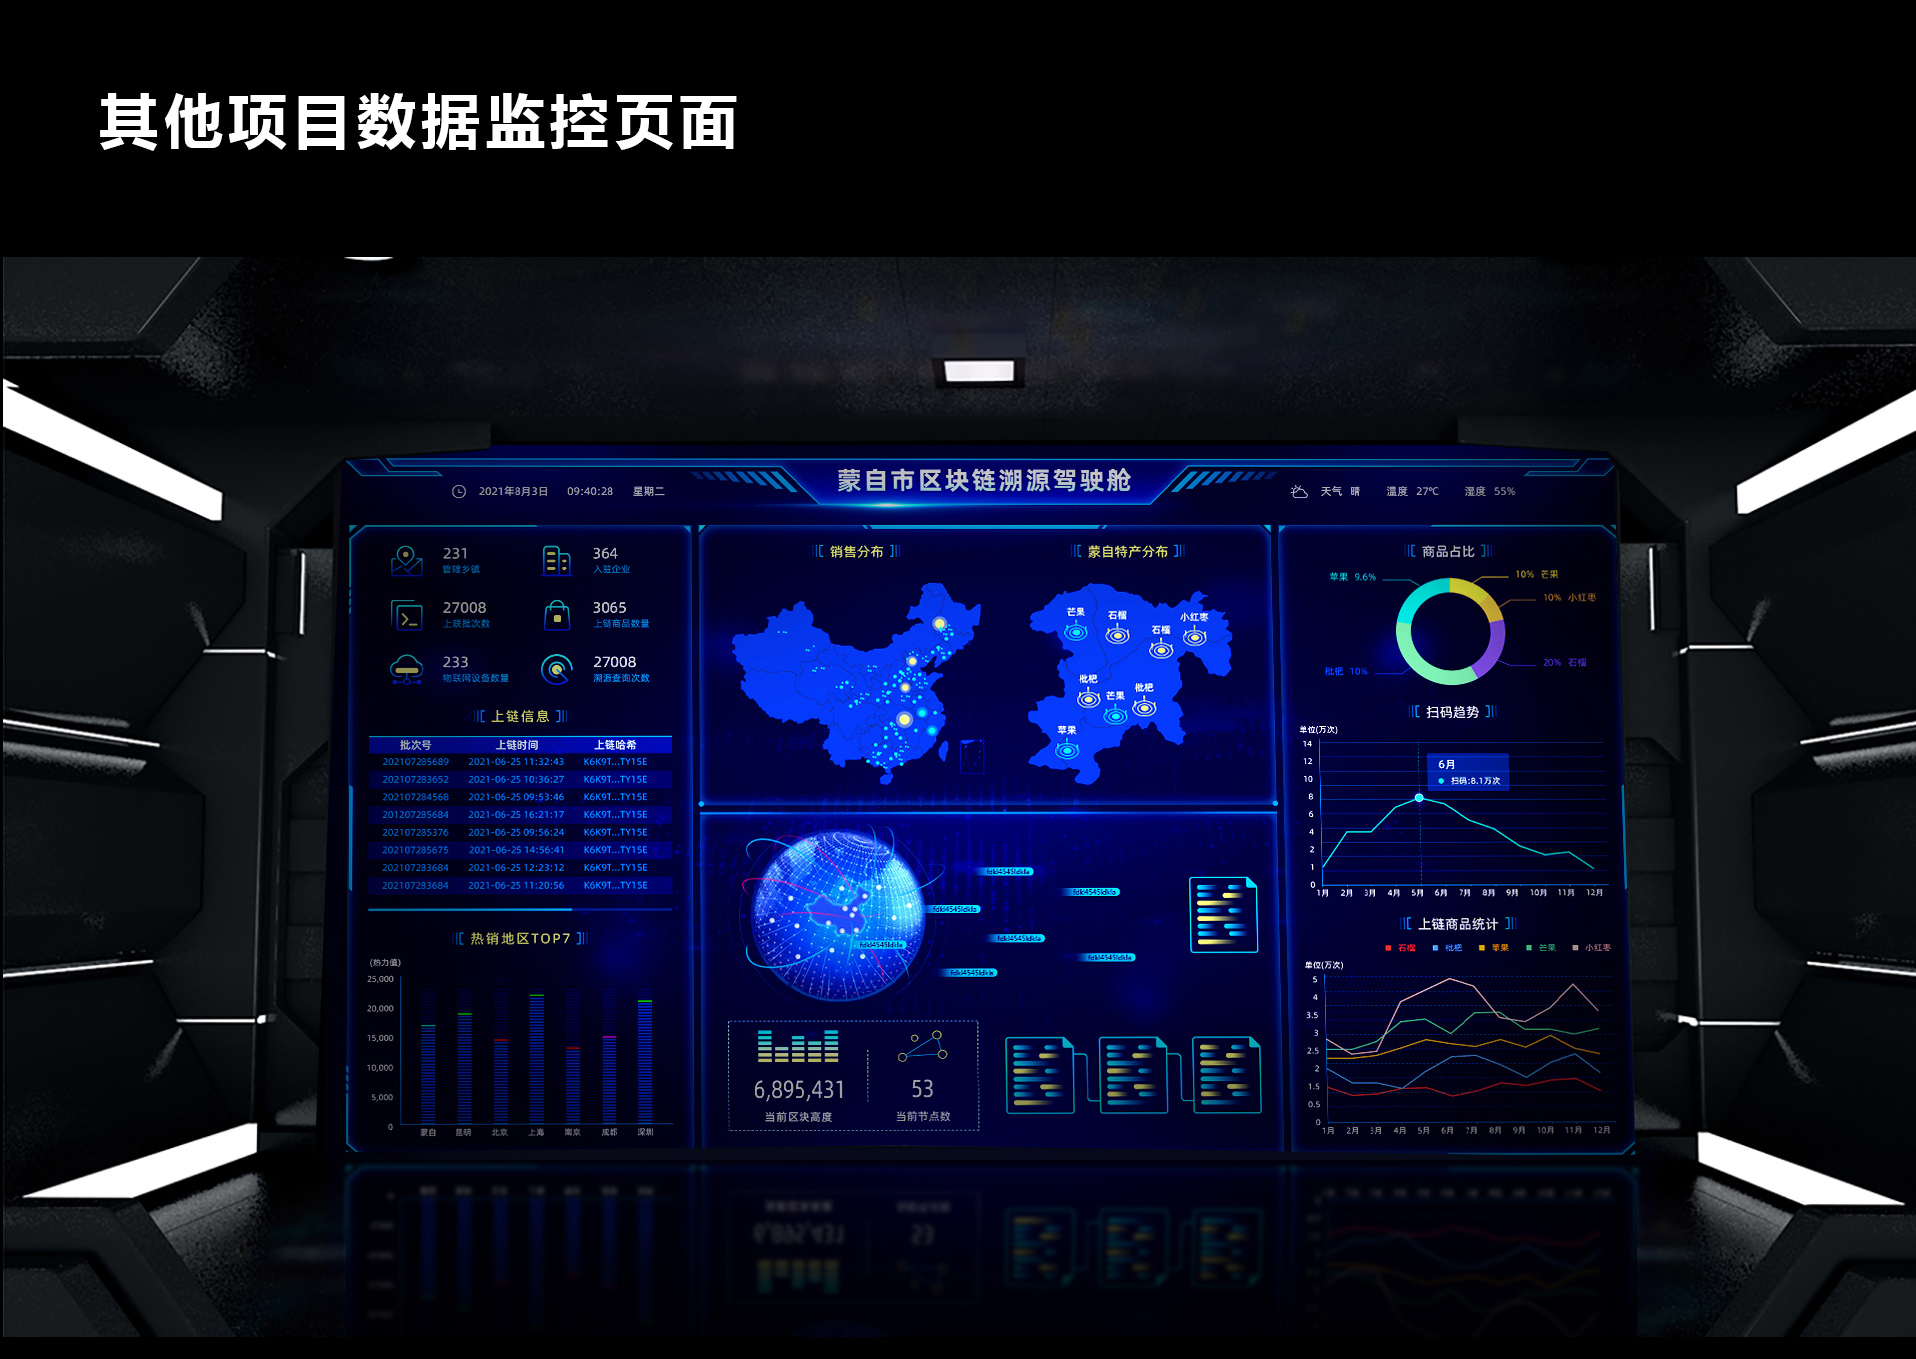 其他项目数据监控页面
蒙自市区块链溯源驾驶舱
2021年8月3日 09:40:28 星期二
天气 晴 温度 27℃ 湿度 55%
231
管辖乡镇
364
入驻企业
27008
上联批次数
3065
上链商品数量
233
物联网设备数量
27008
溯源查询次数
上链信息
批次号 上链时间 上链哈希
202107285689 2021-06-25 11:32:43 K6K9T...TY15E
202107283652 2021-06-25 10:36:27 K6K9T...TY15E
202107284568 2021-06-25 09:53:46 K6K9T...TY15E
201207285684 2021-06-25 16:21:17 K6K9T...TY15E
202107285376 2021-06-25 09:56:24 K6K9T...TY15E
202107285675 2021-06-25 14:56:41 K6K9T...TY15E
202107283684 2021-06-25 12:23:12 K6K9T...TY15E
202107283684 2021-06-25 11:20:56 K6K9T...TY15E
热销地区TOP7
(热力值)
25,000
20,000
15,000
10,000
5,000
0
蒙自 昆明 北京 上海 南京 成都 深圳
销售分布
蒙自特产分布
芒果
石榴
石榴
小红枣
枇杷
芒果
枇杷
苹果
fdkl4545ldkla
fdkl4545ldkla
fdkl4545ldkla
fdkl4545ldkla
fdkl4545ldkla
fdkl4545ldkla
fdkl4545ldkla
6,895,431
当前区块高度
53
当前节点数
商品占比
苹果 9.6%
10% 芒果
10% 小红枣
20% 石榴
枇杷 10%
扫码趋势
单位(万次)
14
12
10
8
6
4
2
1
0
6月
扫码:8.1万次
1月 2月 3月 4月 5月 6月 7月 8月 9月 10月 11月 12月
上链商品统计
石榴 枇杷 苹果 芒果 小红枣
单位(万次)
5
4
3.5
3
2.5
2
1.5
0.5
0
1月 2月 3月 4月 5月 6月 7月 8月 9月 10月 11月 12月